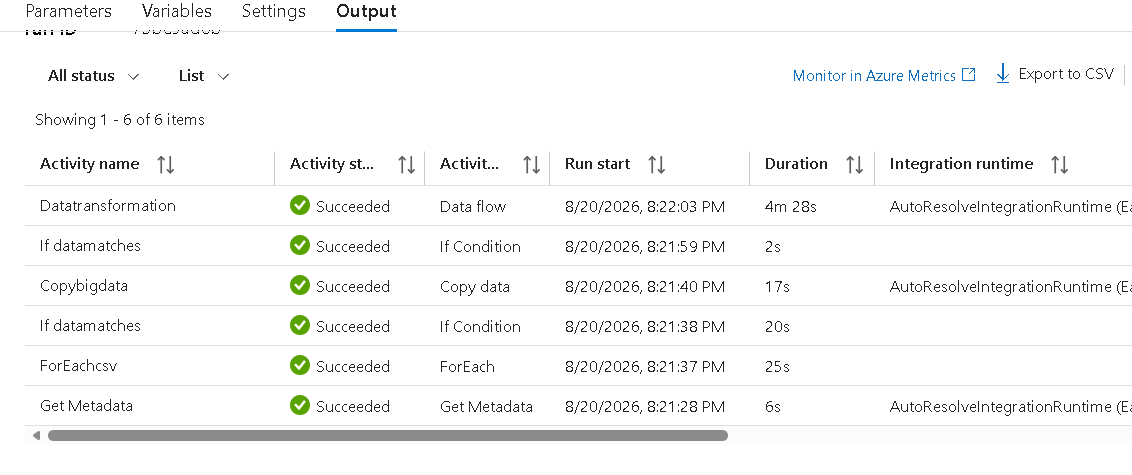 Parameters Variables Settings Output
All status List Monitor in Azure Metrics Export to CSV
Showing 1 - 6 of 6 items
Activity name Activity st... Activit... Run start Duration Integration runtime
Datatransformation Succeeded Data flow 8/20/2026, 8:22:03 PM 4m 28s AutoResolveIntegrationRuntime (Ea
If datamatches Succeeded If Condition 8/20/2026, 8:21:59 PM 2s
Copybigdata Succeeded Copy data 8/20/2026, 8:21:40 PM 17s AutoResolveIntegrationRuntime (Ea
If datamatches Succeeded If Condition 8/20/2026, 8:21:38 PM 20s
ForEachcsv Succeeded ForEach 8/20/2026, 8:21:37 PM 25s
Get Metadata Succeeded Get Metadata 8/20/2026, 8:21:28 PM 6s AutoResolveIntegrationRuntime (Ea